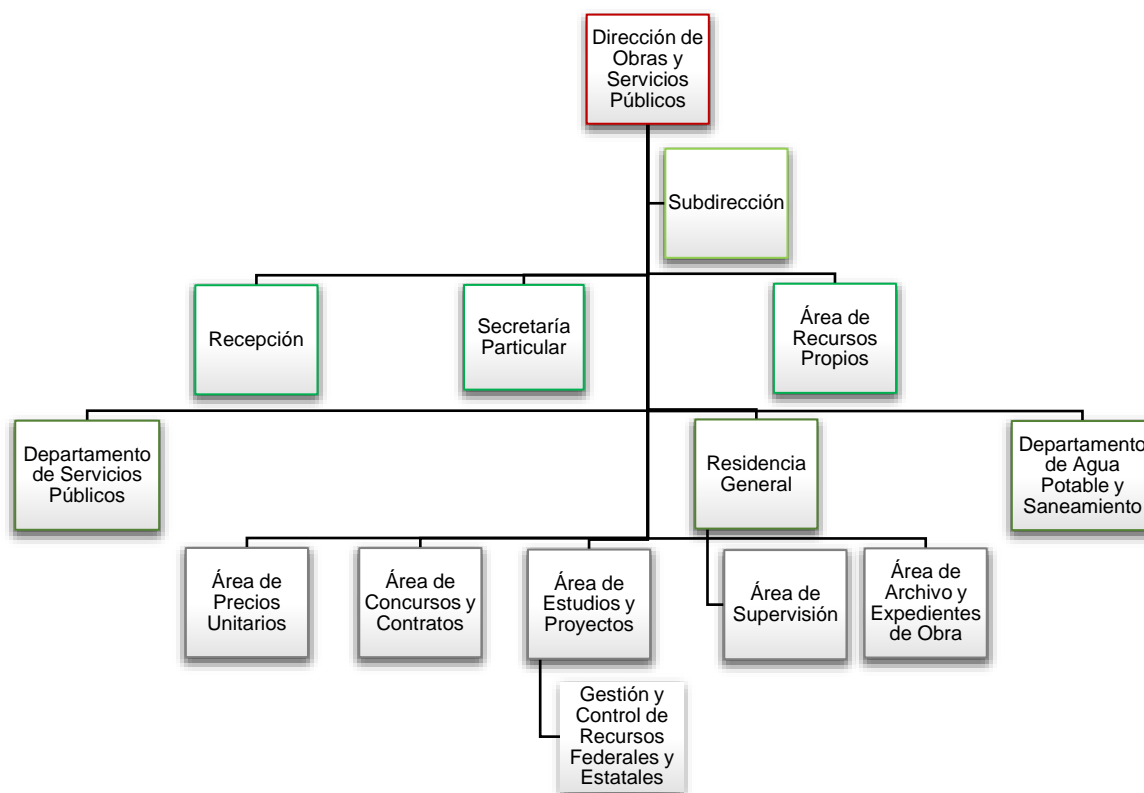 Dirección de
Obras y
Servicios
Públicos
Subdirección
Recepción
Secretaría
Particular
Área de
Recursos
Propios
Departamento
de Servicios
Públicos
Residencia
General
Departamento
de Agua
Potable y
Saneamiento
Área de
Precios
Unitarios
Área de
Concursos y
Contratos
Área de
Estudios y
Proyectos
Área de
Supervisión
Área de
Archivo y
Expedientes
de Obra
Gestión y
Control de
Recursos
Federales y
Estatales